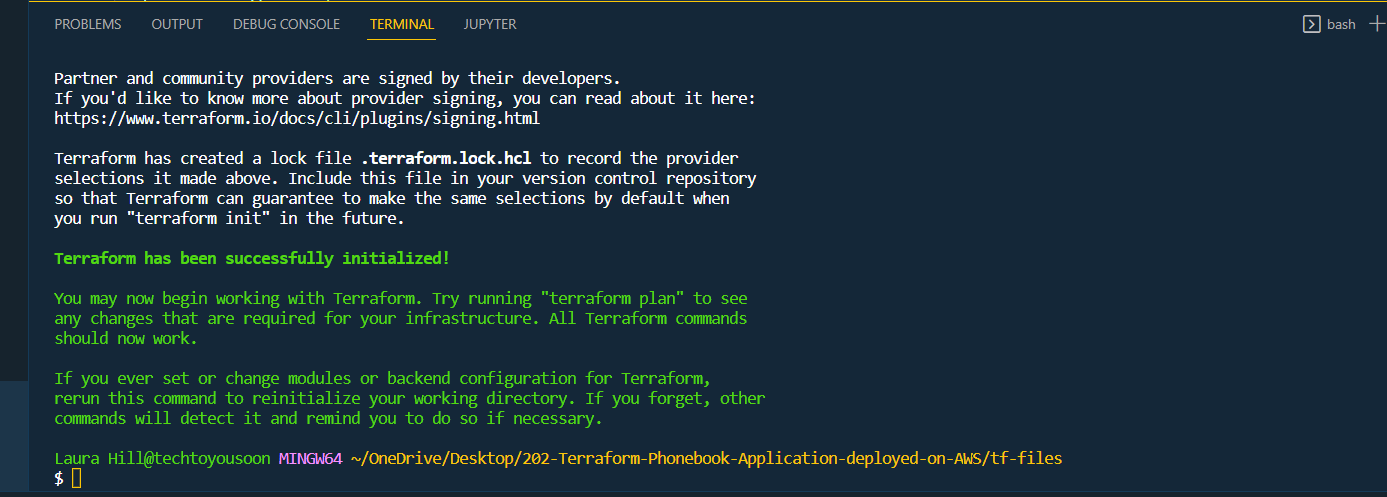 PROBLEMS OUTPUT DEBUG CONSOLE TERMINAL JUPYTER bash
Partner and community providers are signed by their developers.
If you'd like to know more about provider signing, you can read about it here:
https://www.terraform.io/docs/cli/plugins/signing.html
Terraform has created a lock file .terraform.lock.hcl to record the provider
selections it made above. Include this file in your version control repository
so that Terraform can guarantee to make the same selections by default when
you run "terraform init" in the future.
Terraform has been successfully initialized!
You may now begin working with Terraform. Try running "terraform plan" to see
any changes that are required for your infrastructure. All Terraform commands
should now work.
If you ever set or change modules or backend configuration for Terraform,
rerun this command to reinitialize your working directory. If you forget, other
commands will detect it and remind you to do so if necessary.
Laura Hill@techtoyousoon MINGW64 ~/OneDrive/Desktop/202-Terraform-Phonebook-Application-deployed-on-AWS/tf-files
$